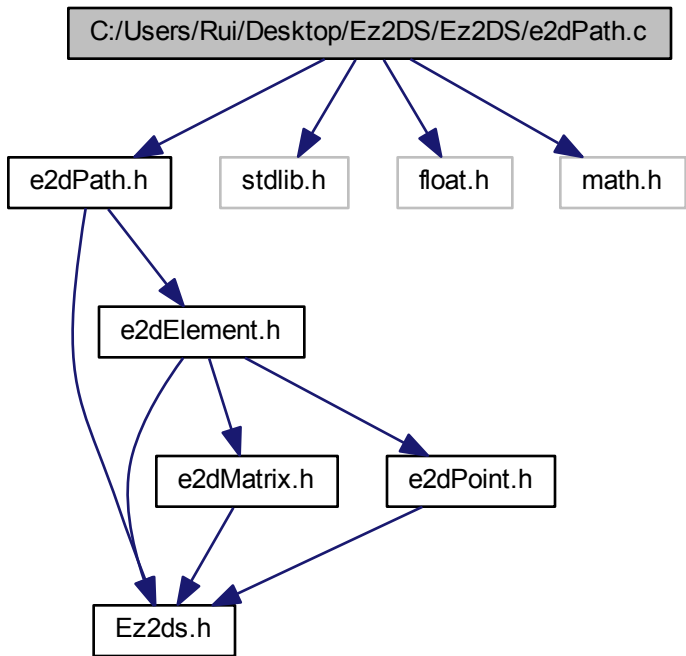 C:/Users/Rui/Desktop/Ez2DS/Ez2DS/e2dPath.c
e2dPath.h
stdlib.h
float.h
math.h
e2dElement.h
e2dMatrix.h
e2dPoint.h
Ez2ds.h